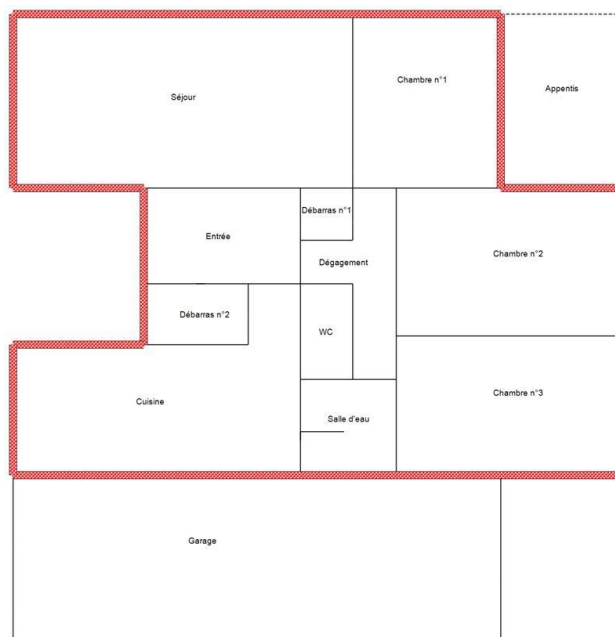 Séjour
Chambre n°1
Appentis
Débarras n°1
Entrée
Dégagement
Chambre n°2
Débarras n°2
WC
Cuisine
Chambre n°3
Salle d'eau
Garage